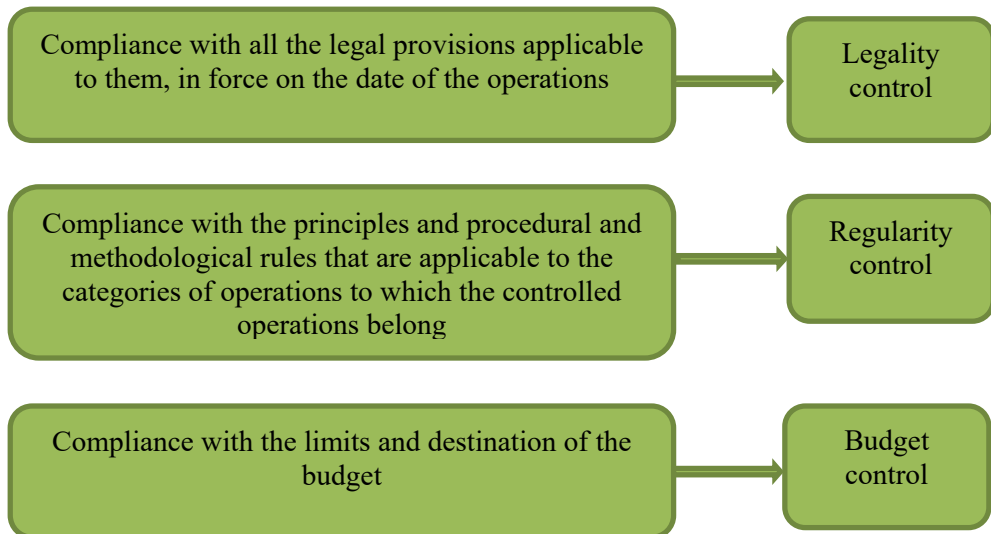 Compliance with all the legal provisions applicable
to them, in force on the date of the operations
Legality
control
Compliance with the principles and procedural and
methodological rules that are applicable to the
categories of operations to which the controlled
operations belong
Regularity
control
Compliance with the limits and destination of the
budget
Budget
control